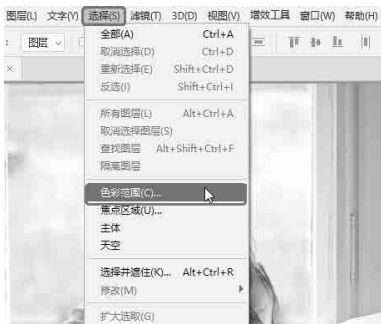 图层(L) 文字(Y) 选择(S) 滤镜(T) 3D(D) 视图(V) 增效工具 窗口(W) 帮助(H)
图层
全部(A) Ctrl+A
取消选择(D) Ctrl+D
重新选择(E) Shift+Ctrl+D
反选(I) Shift+Ctrl+I
所有图层(L) Alt+Ctrl+A
取消选择图层(S)
查找图层 Alt+Shift+Ctrl+F
隔离图层
色彩范围(C)...
焦点区域(U)...
主体
天空
选择并遮住(K)... Alt+Ctrl+R
修改(M)
扩大选取(G)